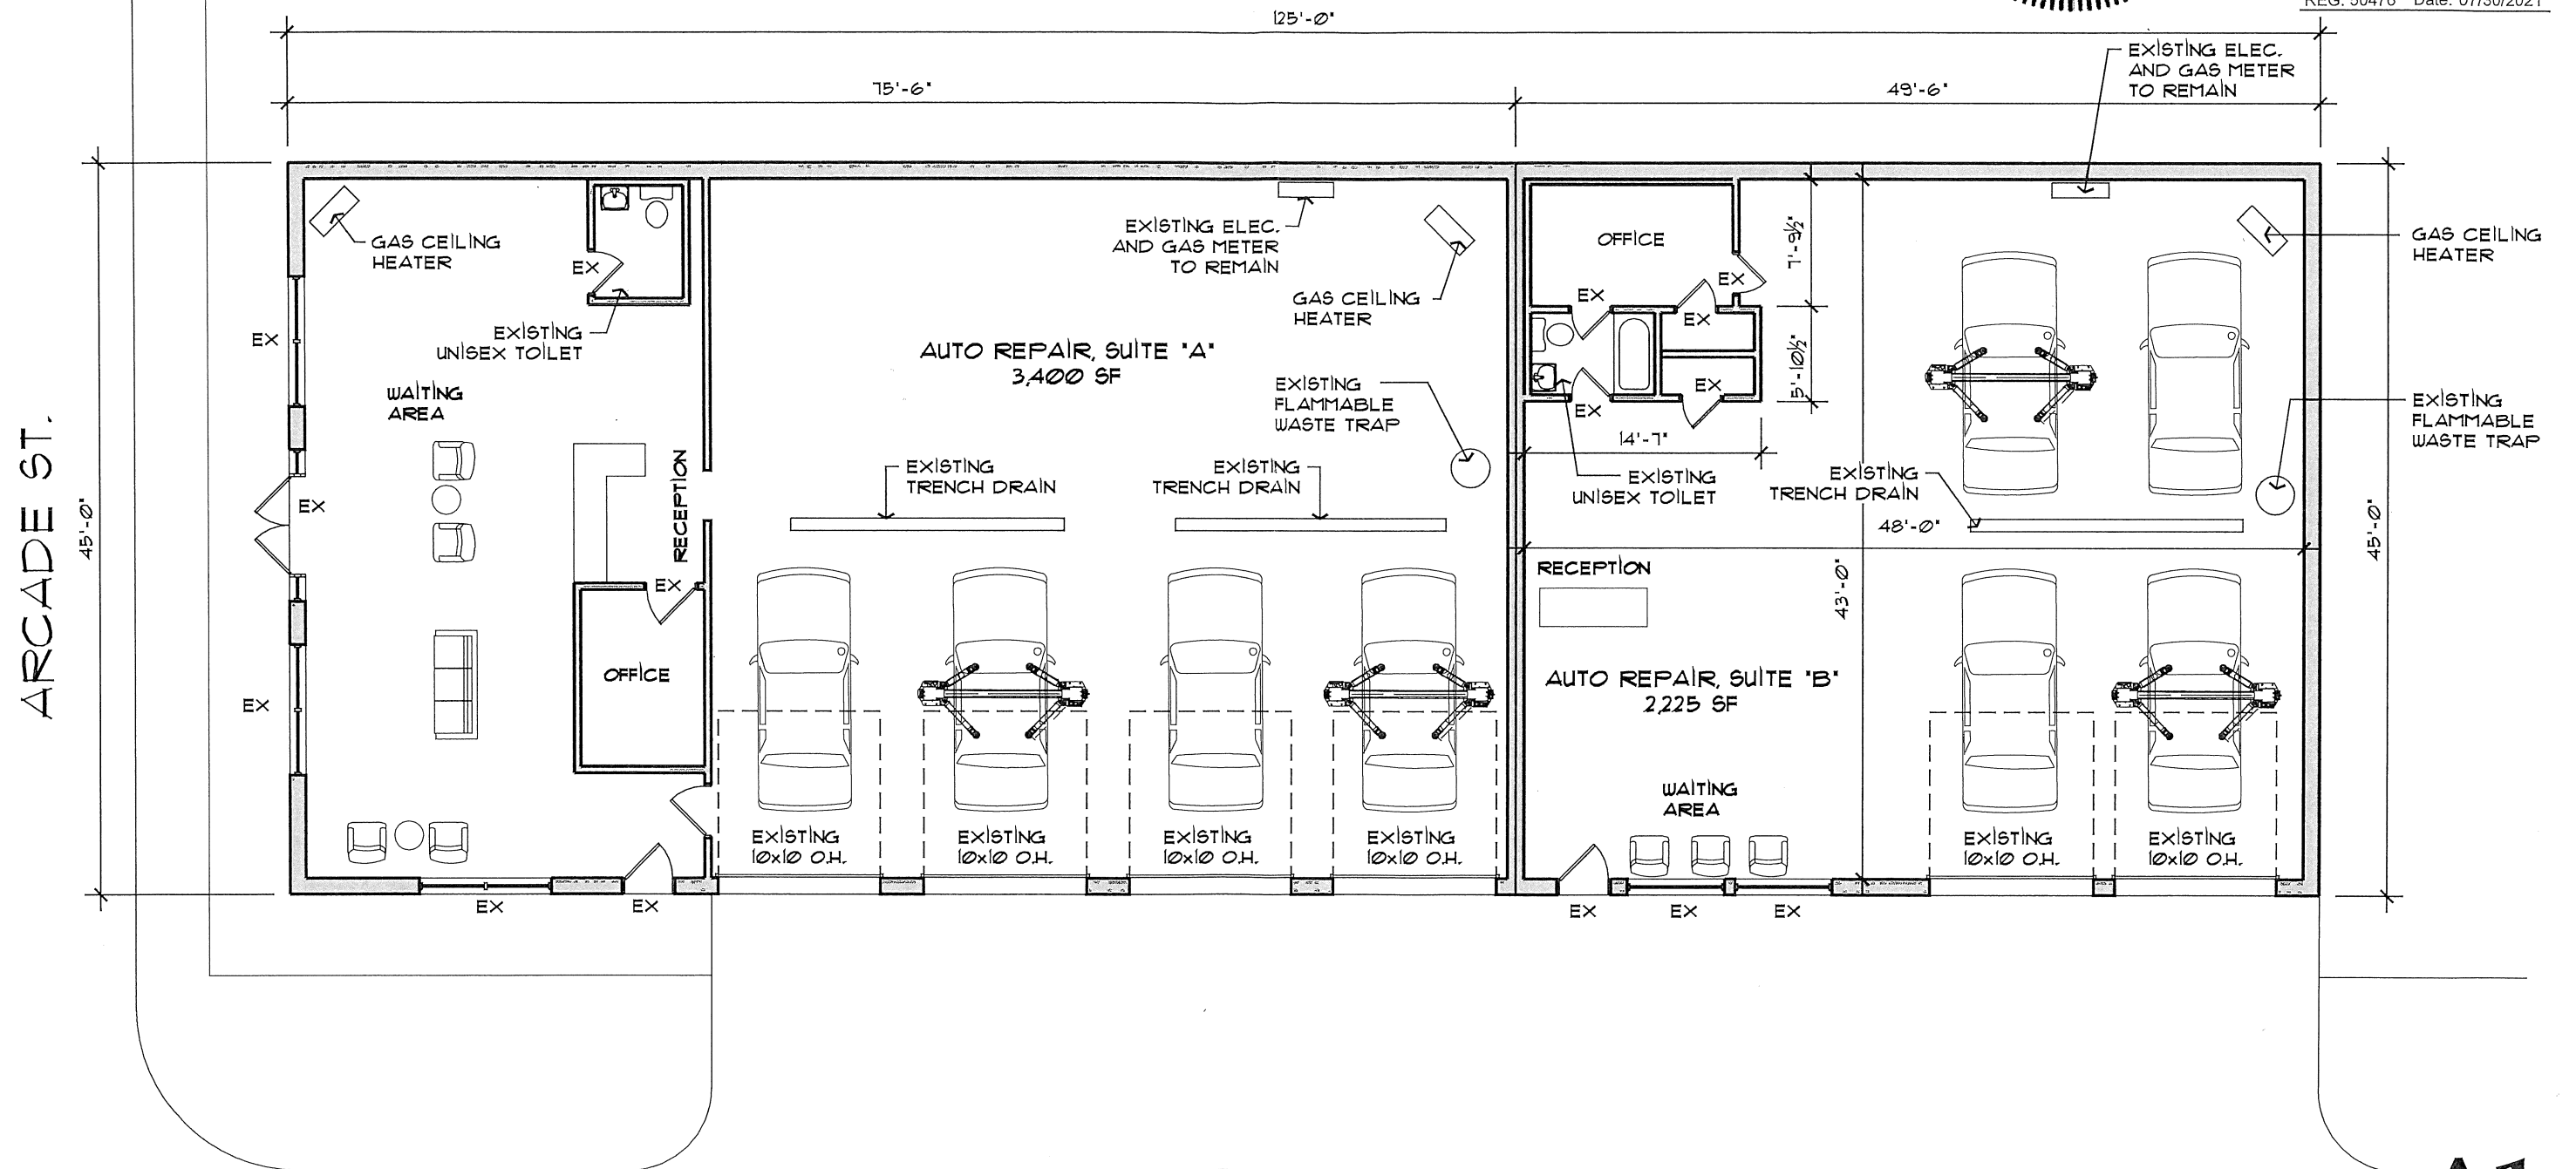 REG: 50476 Date: 07/30/2021
125'-0"
75'-6"
49'-6"
EXISTING ELEC.
AND GAS METER
TO REMAIN
ARCADE ST.
45'-0"
GAS CEILING
HEATER
EX
EXISTING
UNISEX TOILET
EX
WAITING
AREA
EX
RECEPTION
EX
OFFICE
EX
EX
EX
EXISTING ELEC.
AND GAS METER
TO REMAIN
GAS CEILING
HEATER
AUTO REPAIR, SUITE "A"
3,400 SF
EXISTING
FLAMMABLE
WASTE TRAP
EXISTING
TRENCH DRAIN
EXISTING
TRENCH DRAIN
EXISTING
10x10 O.H.
EXISTING
10x10 O.H.
EXISTING
10x10 O.H.
EXISTING
10x10 O.H.
OFFICE
EX
EX
EX
EX
EX
7'-9½"
5'-10½"
14'-7"
EXISTING
UNISEX TOILET
EXISTING
TRENCH DRAIN
48'-0"
43'-0"
RECEPTION
AUTO REPAIR, SUITE "B"
2,225 SF
WAITING
AREA
EX
EX
EX
EXISTING
10x10 O.H.
EXISTING
10x10 O.H.
GAS CEILING
HEATER
EXISTING
FLAMMABLE
WASTE TRAP
45'-0"